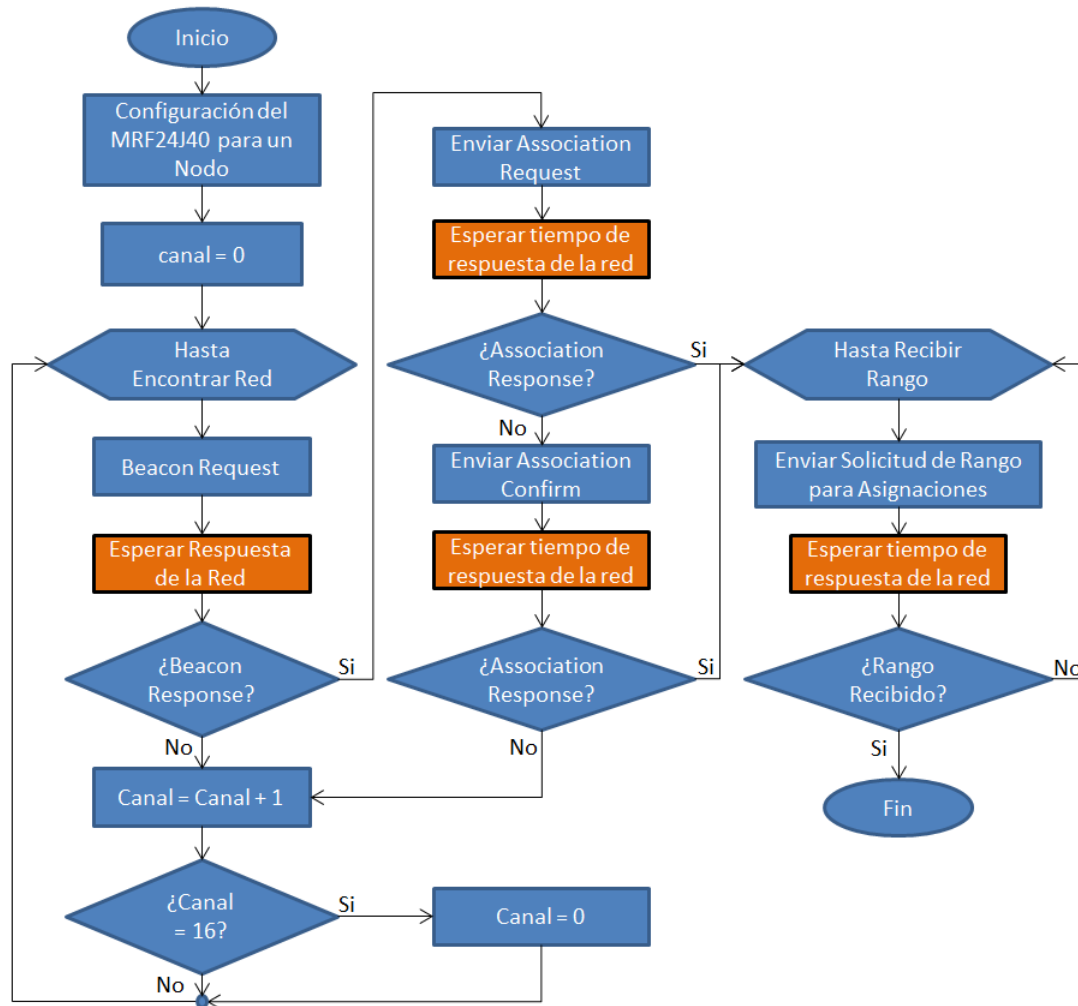 Inicio
Configuración del
MRF24J40 para un
Nodo
canal = 0
Hasta
Encontrar Red
Beacon Request
Esperar Respuesta
de la Red
¿Beacon
Response?
Si
No
Canal = Canal + 1
¿Canal
= 16?
Si
No
Canal = 0
Enviar Association
Request
Esperar tiempo de
respuesta de la red
¿Association
Response?
Si
No
Enviar Association
Confirm
Esperar tiempo de
respuesta de la red
¿Association
Response?
Si
No
Hasta Recibir
Rango
Enviar Solicitud de Rango
para Asignaciones
Esperar tiempo de
respuesta de la red
¿Rango
Recibido?
No
Si
Fin